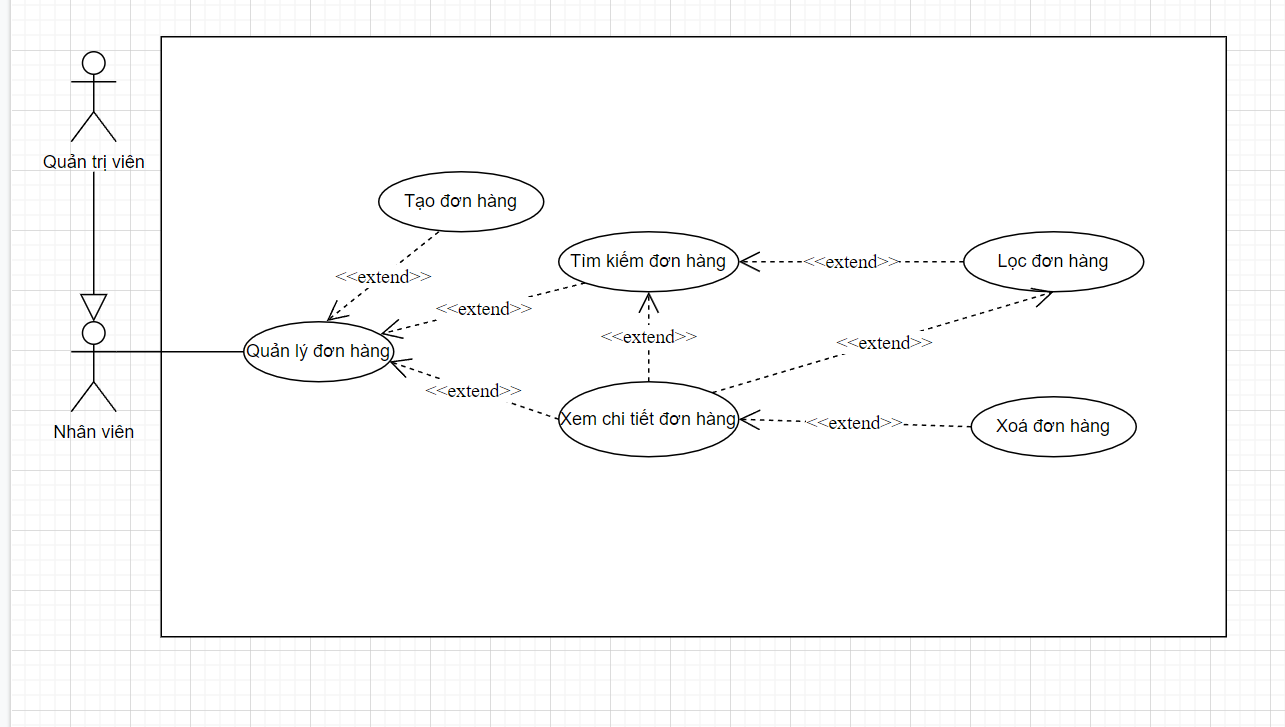 Quản trị viên
Tạo đơn hàng
Tìm kiếm đơn hàng
<<extend>>
Lọc đơn hàng
<<extend>>
<<extend>>
<<extend>>
<<extend>>
Quản lý đơn hàng
<<extend>>
Xem chi tiết đơn hàng
<<extend>>
Xoá đơn hàng
Nhân viên